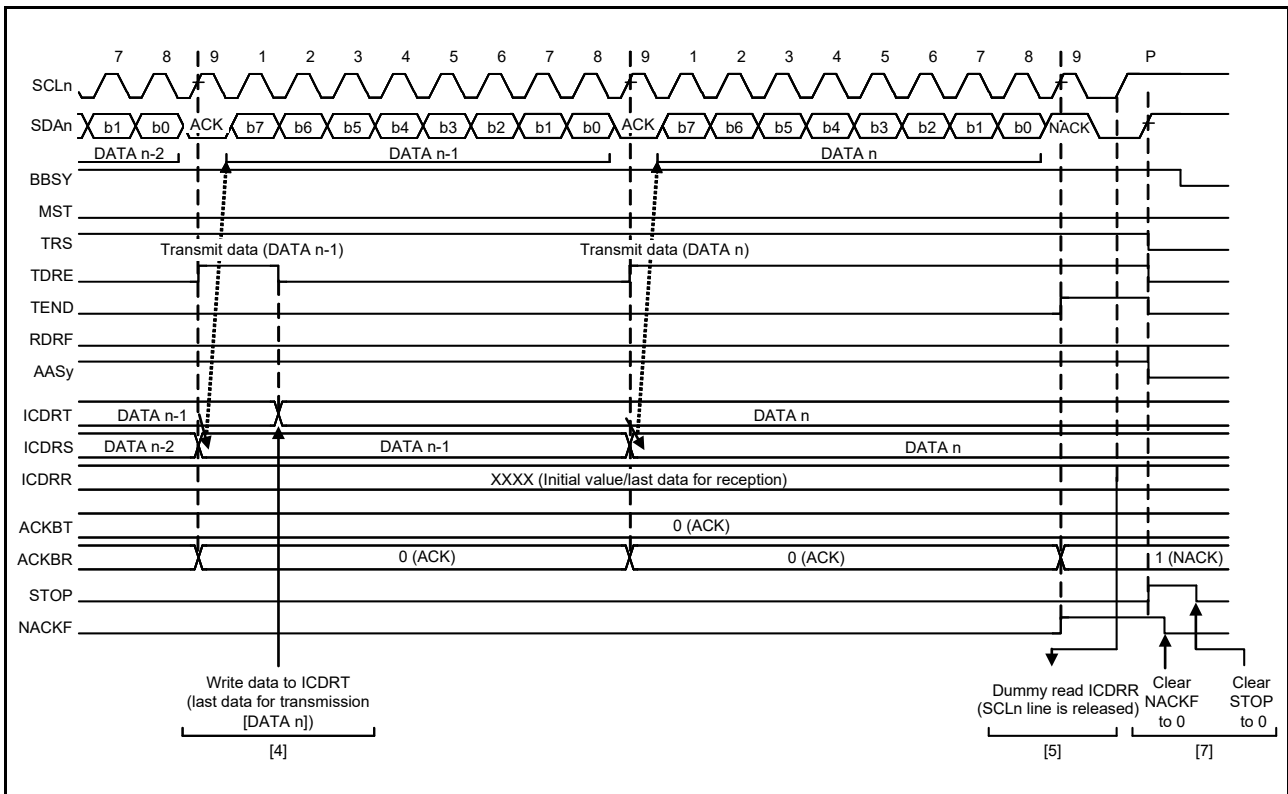 7 8 9 1 2 3 4 5 6 7 8 9 1 2 3 4 5 6 7 8 9 P
SCLn
SDAn b1 b0 ACK b7 b6 b5 b4 b3 b2 b1 b0 ACK b7 b6 b5 b4 b3 b2 b1 b0 NACK
DATA n-2 DATA n-1 DATA n
BBSY
MST
TRS
Transmit data (DATA n-1) Transmit data (DATA n)
TDRE
TEND
RDRF
AASy
ICDRT DATA n-1 DATA n
ICDRS DATA n-2 DATA n-1 DATA n
ICDRR XXXX (Initial value/last data for reception)
ACKBT 0 (ACK)
ACKBR 0 (ACK) 0 (ACK) 1 (NACK)
STOP
NACKF
Write data to ICDRT
(last data for transmission
[DATA n])
[4]
Dummy read ICDRR
(SCLn line is released)
[5]
Clear
NACKF
to 0
Clear
STOP
to 0
[7]